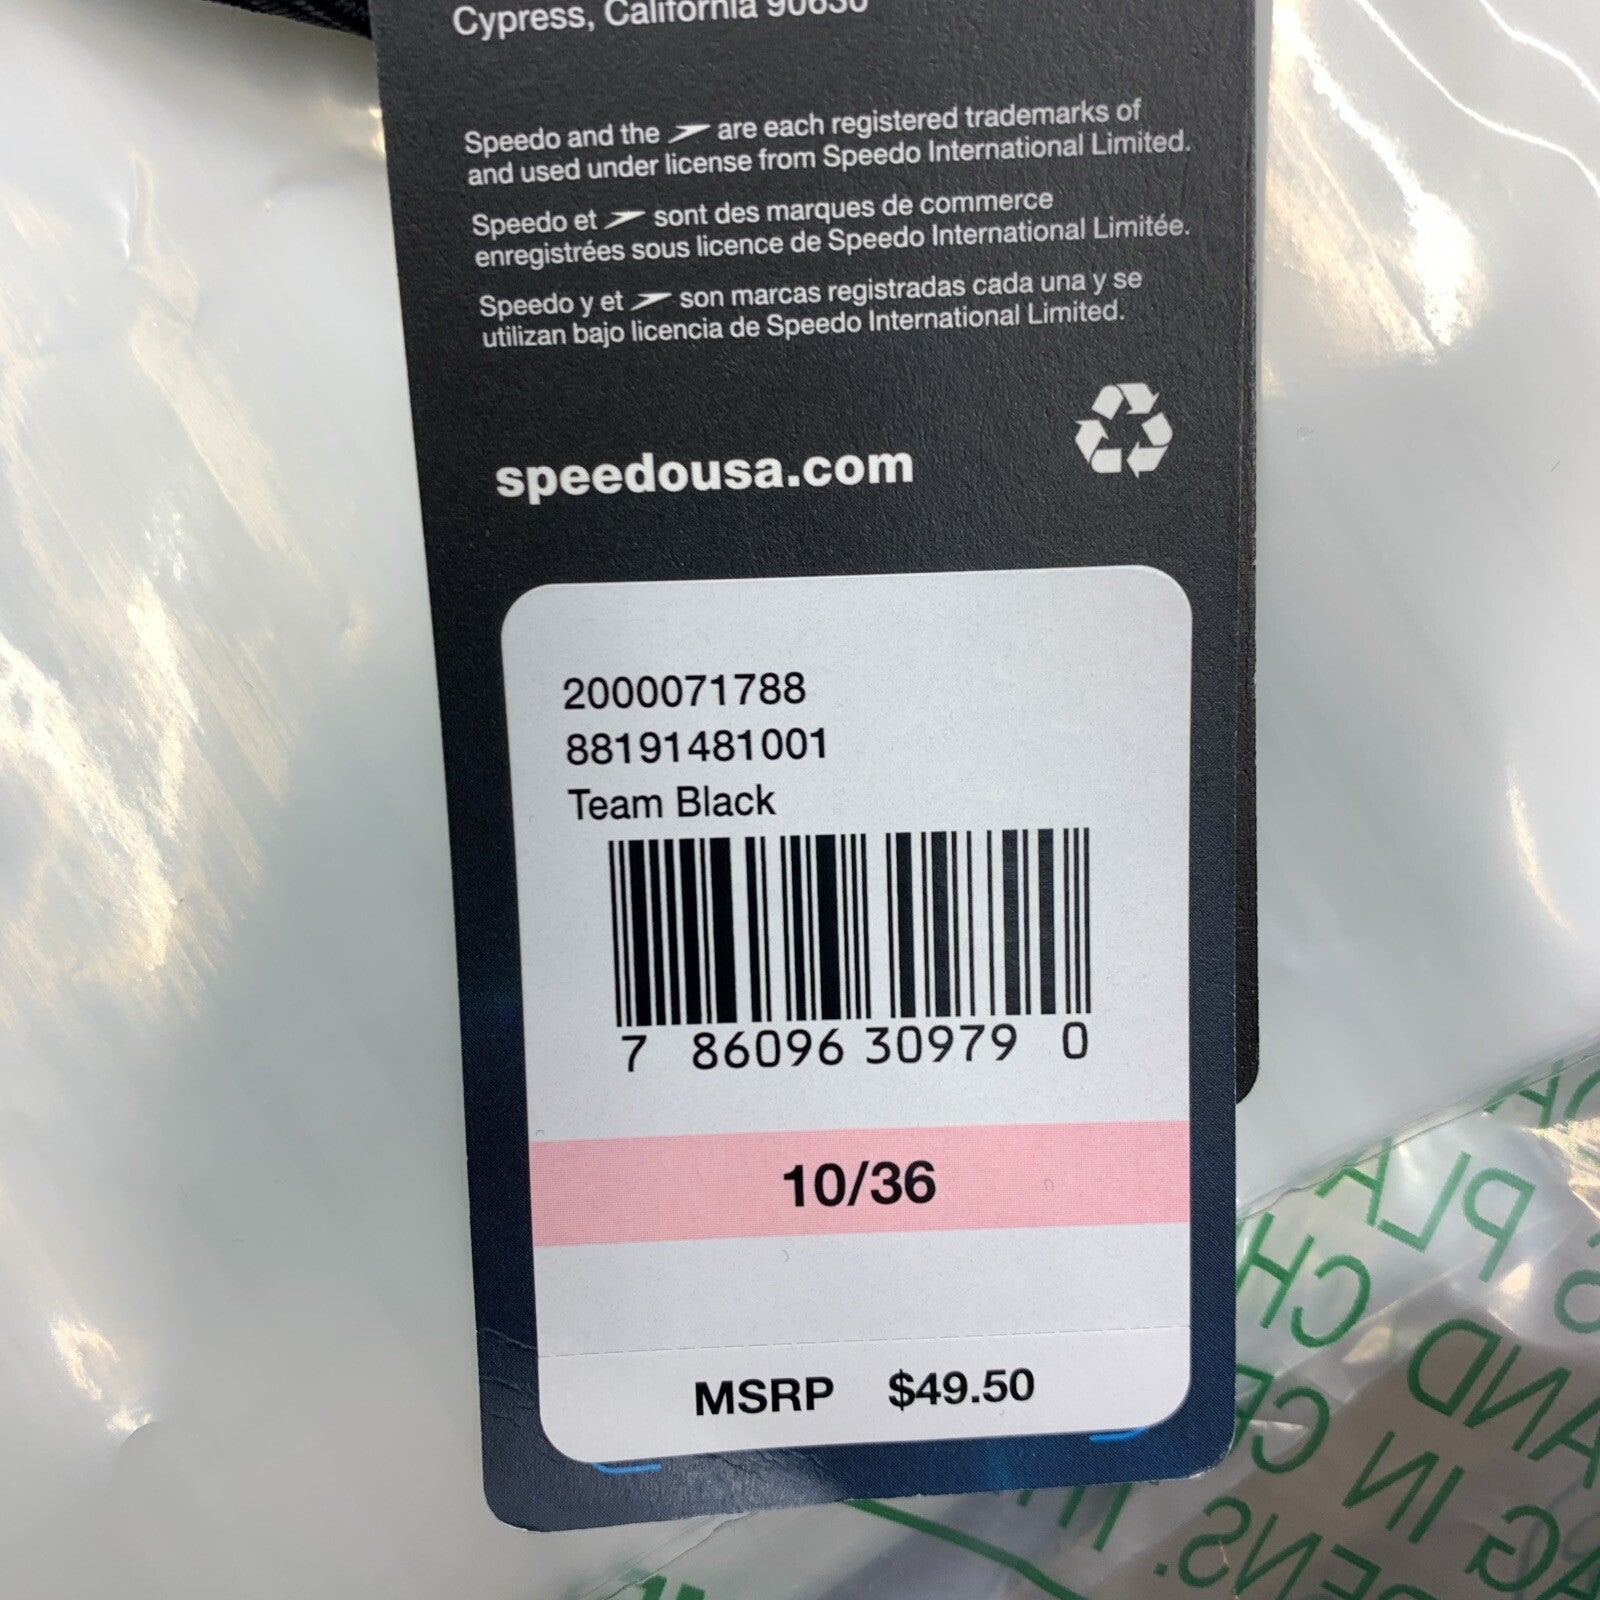 Cypress, California 90630
Speedo and the are each registered trademarks of
and used under license from Speedo International Limited.
Speedo et sont des marques de commerce
enregistrées sous licence de Speedo International Limitée.
Speedo y et son marcas registradas cada una y se
utilizan bajo licencia de Speedo International Limited.
speedousa.com
2000071788
88191481001
Team Black
7 86096 30979 0
10/36
MSRP $49.50